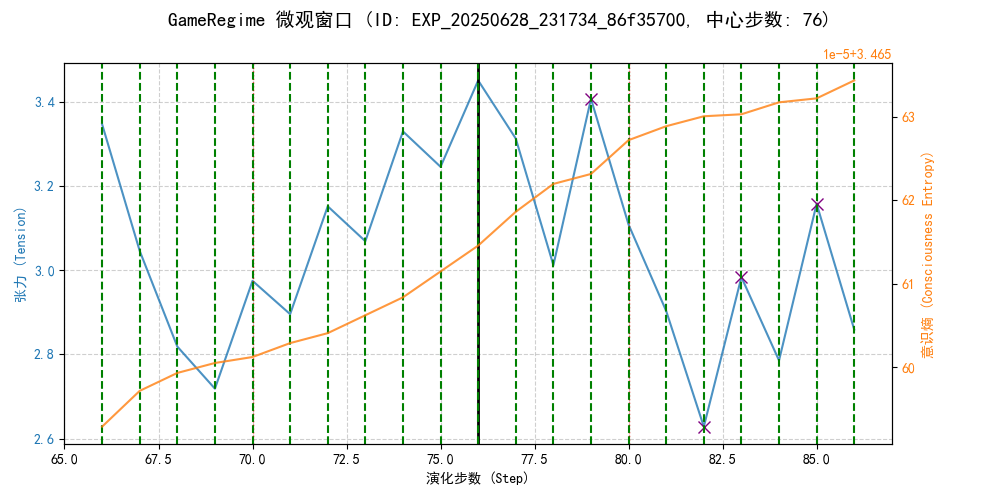 GameRegime 微观窗口 (ID: EXP_20250628_231734_86f35700, 中心步数: 76)
1e-5+3.465
张力 (Tension)
3.4
3.2
3.0
2.8
2.6
63
62
61
60
意识熵 (Consciousness Entropy)
65.0 67.5 70.0 72.5 75.0 77.5 80.0 82.5 85.0
演化步数 (Step)